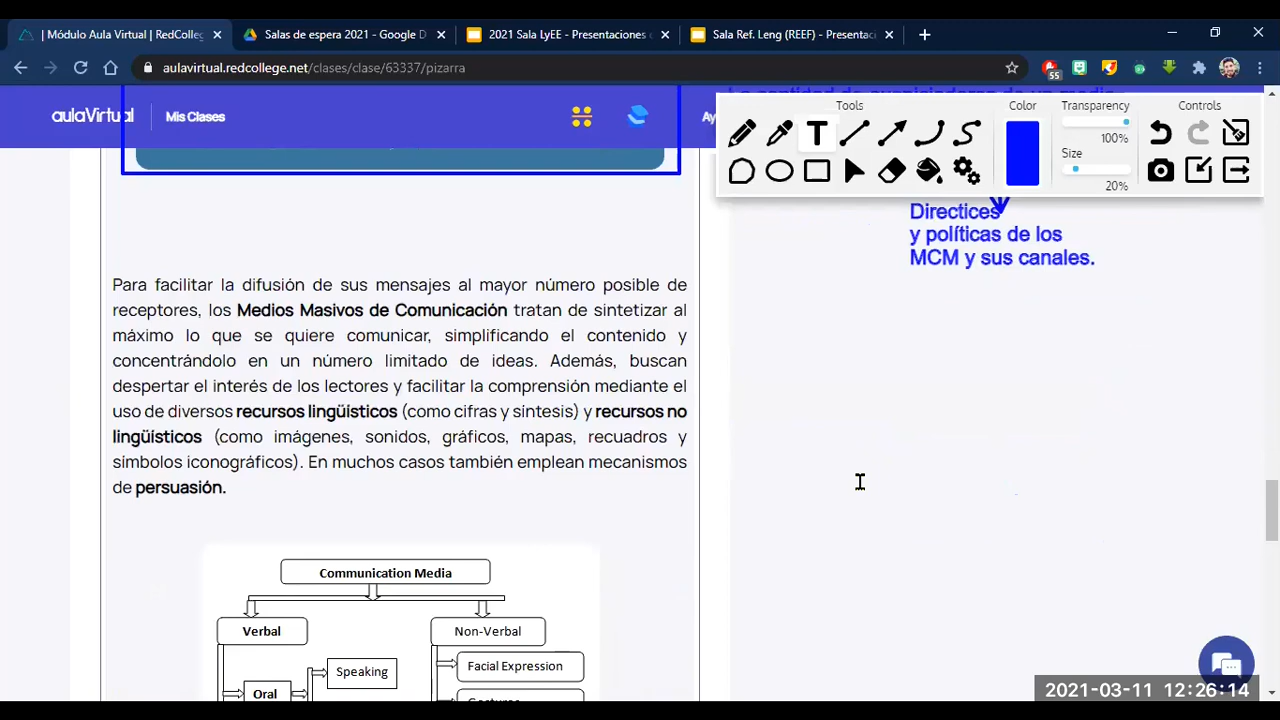 | Módulo Aula Virtual | RedColleg
Salas de espera 2021 - Google D
2021 Sala LyEE - Presentaciones
Sala Ref. Leng (REEF) - Presentac
aulavirtual.redcollege.net/clases/clase/63337/pizarra
55
aulaVirtual
Mis Clases
Ay
Tools
Color
Transparency
Controls
T
100%
Size
20%
Directices
y políticas de los
MCM y sus canales.
Para facilitar la difusión de sus mensajes al mayor número posible de
receptores, los Medios Masivos de Comunicación tratan de sintetizar al
máximo lo que se quiere comunicar, simplificando el contenido y
concentrándolo en un número limitado de ideas. Además, buscan
despertar el interés de los lectores y facilitar la comprensión mediante el
uso de diversos recursos lingüísticos (como cifras y sintesis) y recursos no
lingüísticos (como imágenes, sonidos, gráficos, mapas, recuadros y
símbolos iconográficos). En muchos casos también emplean mecanismos
de persuasión.
Communication Media
Verbal
Non-Verbal
Speaking
Facial Expression
Oral
2021-03-11 12:26:14